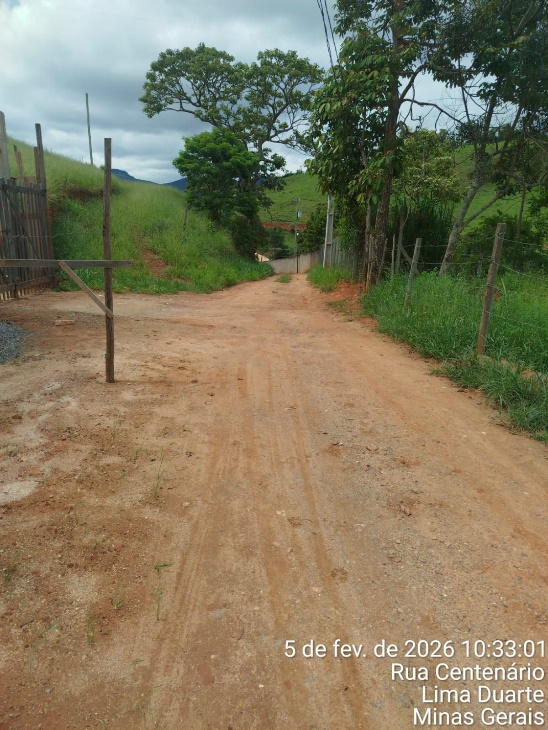 5 de fev. de 2026 10:33:01
Rua Centenário
Lima Duarte
Minas Gerais